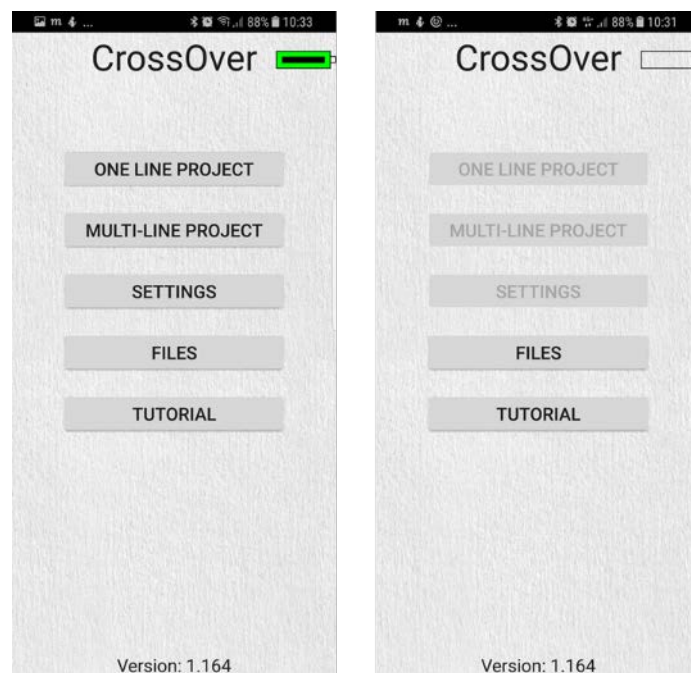 m ... 88% 10:33
CrossOver
ONE LINE PROJECT
MULTI-LINE PROJECT
SETTINGS
FILES
TUTORIAL
Version: 1.164
m ... 88% 10:31
CrossOver
ONE LINE PROJECT
MULTI-LINE PROJECT
SETTINGS
FILES
TUTORIAL
Version: 1.164